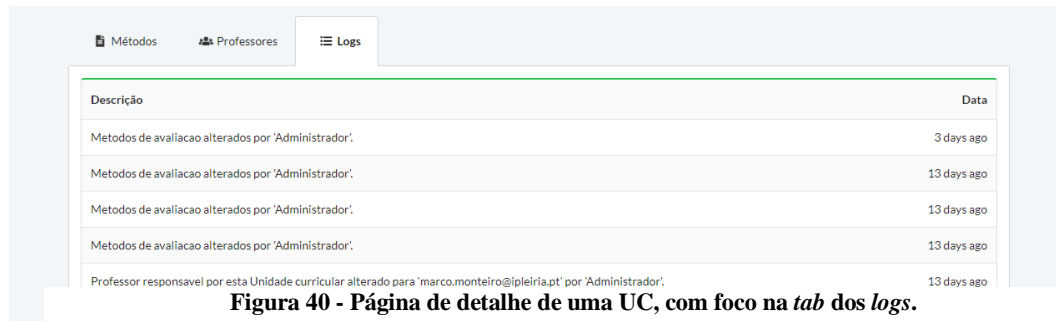 Métodos Professores Logs
Descrição Data
Metodos de avaliacao alterados por 'Administrador'. 3 days ago
Metodos de avaliacao alterados por 'Administrador'. 13 days ago
Metodos de avaliacao alterados por 'Administrador'. 13 days ago
Metodos de avaliacao alterados por 'Administrador'. 13 days ago
Professor responsavel por esta Unidade curricular alterado para 'marco.monteiro@ipleiria.pt' por 'Administrador'. 13 days ago
Figura 40 - Página de detalhe de uma UC, com foco na tab dos logs.